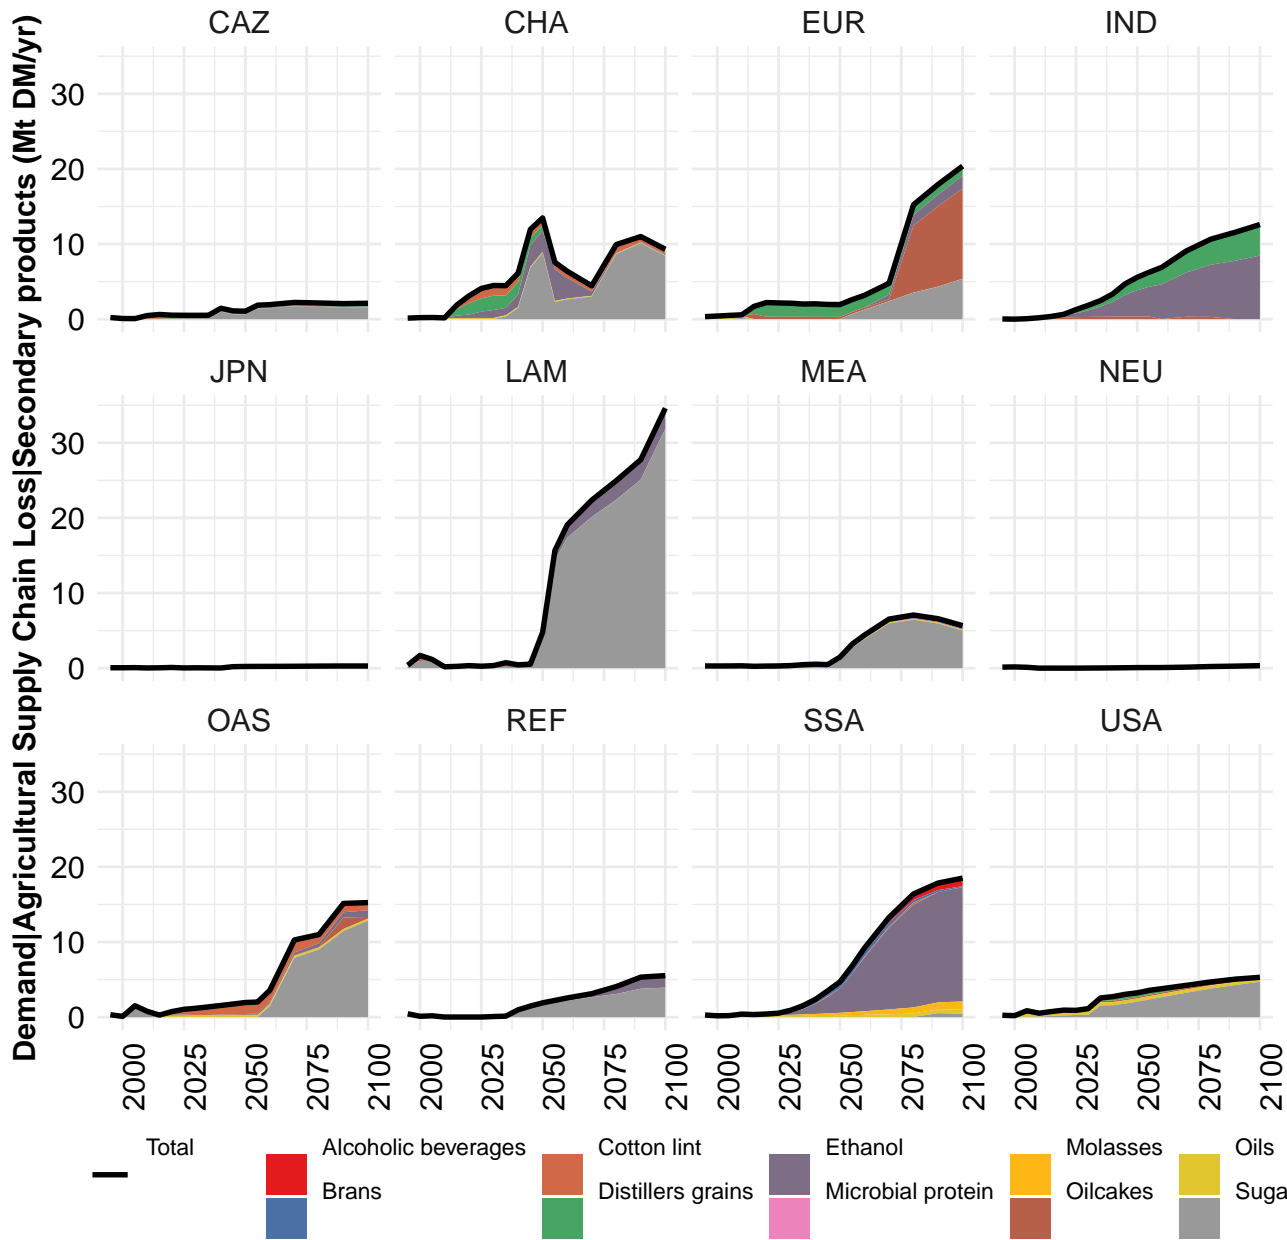 Demand|Agricultural Supply Chain Loss|Secondary products (Mt DM/yr)
CAZ CHA EUR IND
30
20
10
0
JPN LAM MEA NEU
30
20
10
0
OAS REF SSA USA
30
20
10
0
2000 2025 2050 2075 2100 2000 2025 2050 2075 2100 2000 2025 2050 2075 2100 2000 2025 2050 2075 2100
Total Alcoholic beverages Cotton lint Ethanol Molasses Oils
Brans Distillers grains Microbial protein Oilcakes Suga